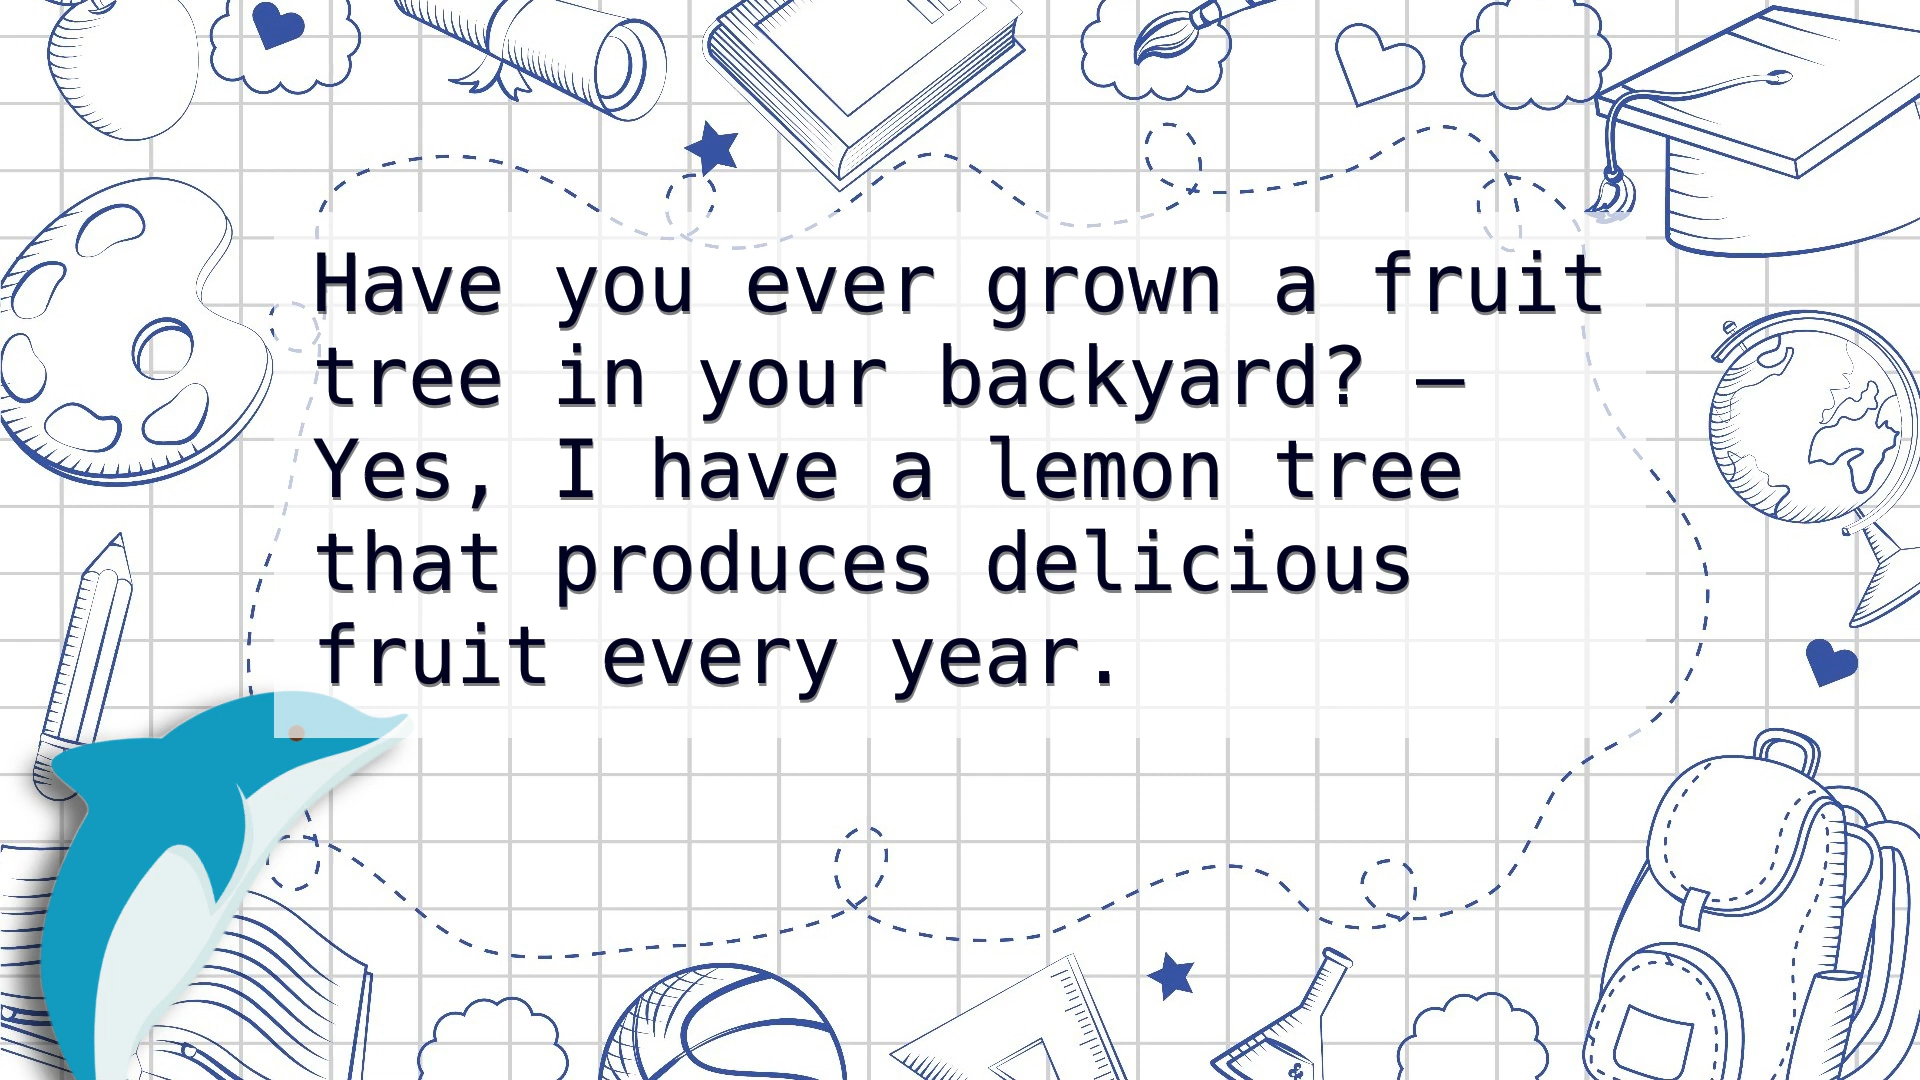 Have you ever grown a fruit
tree in your backyard? –
Yes, I have a lemon tree
that produces delicious
fruit every year.